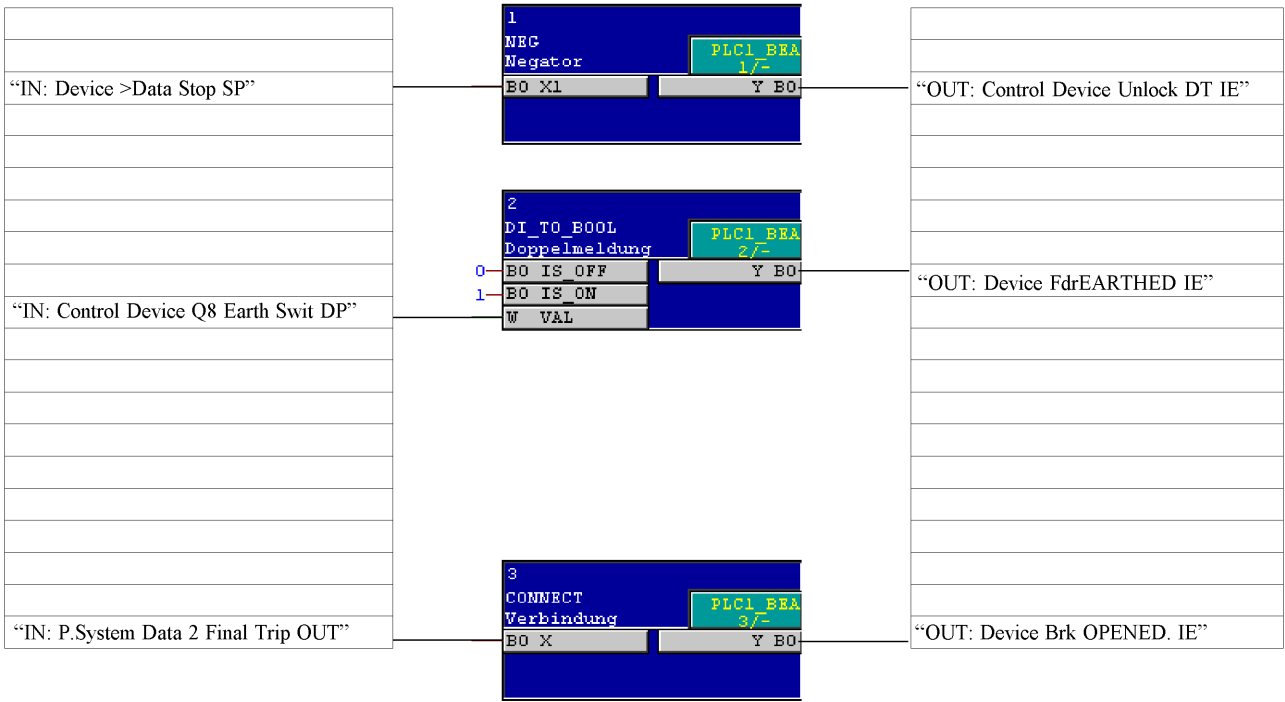 1
NEG
Negator
PLC1_BEA
1/-
“IN: Device >Data Stop SP”
BO X1
Y BO
“OUT: Control Device Unlock DT IE”
2
DI_TO_BOOL
Doppelmeldung
PLC1_BEA
2/-
0
BO IS_OFF
Y BO
“OUT: Device FdrEARTHED IE”
1
BO IS_ON
“IN: Control Device Q8 Earth Swit DP”
W VAL
3
CONNECT
Verbindung
PLC1_BEA
3/-
“IN: P.System Data 2 Final Trip OUT”
BO X
Y BO
“OUT: Device Brk OPENED. IE”